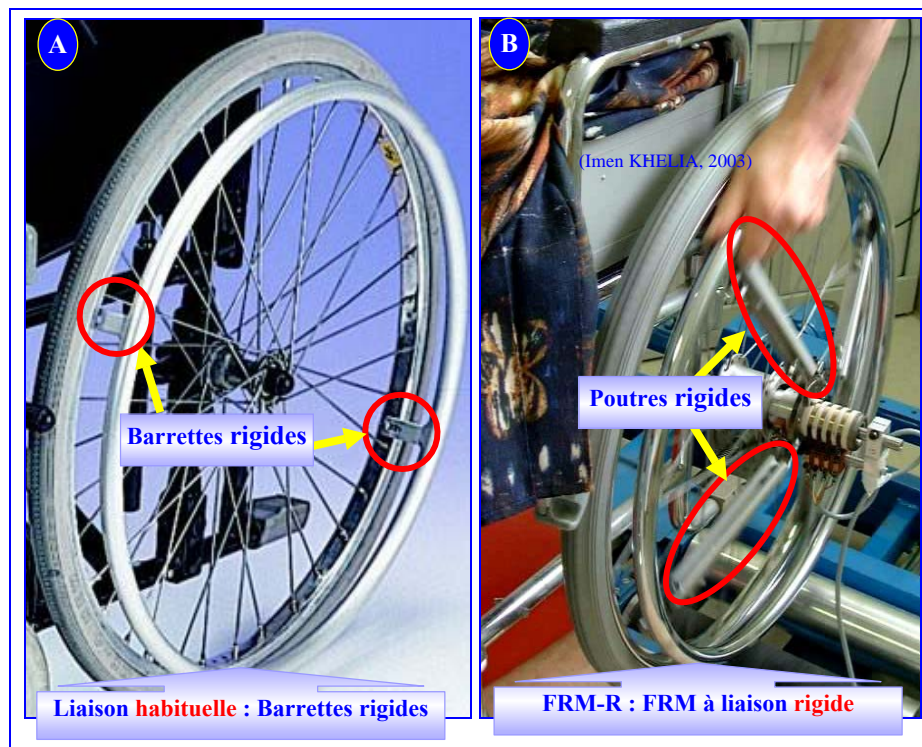 A
Barrettes rigides
Liaison habituelle : Barrettes rigides
B
(Imen KHELIA, 2003)
Poutres rigides
FRM-R : FRM à liaison rigide